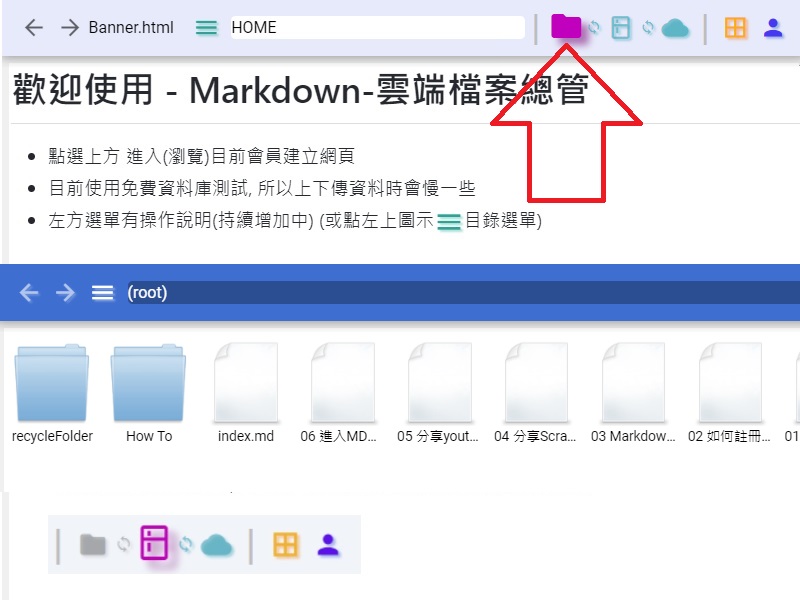 Banner.html HOME
歡迎使用 - Markdown-雲端檔案總管
點選上方 進入(瀏覽)目前會員建立網頁
目前使用免費資料庫測試, 所以上下傳資料時會慢一些
左方選單有操作說明(持續增加中) (或點左上圖示 目錄選單)
(root)
recycleFolder How To index.md 06 進入MD... 05 分享yout... 04 分享Scra... 03 Markdow... 02 如何註冊... 01